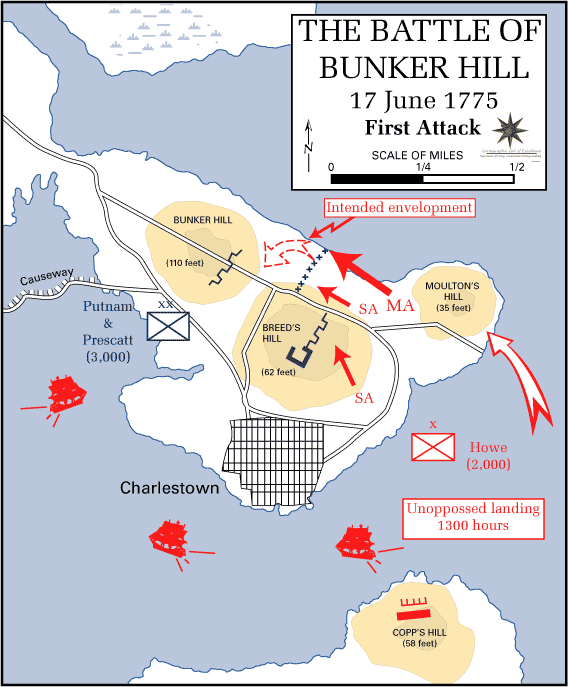 THE BATTLE OF
BUNKER HILL
17 June 1775
First Attack
SCALE OF MILES
0
1/4
1/2
Intended envelopment
BUNKER HILL
(110 feet)
SA
MA
MOULTON'S
HILL
(35 feet)
Causeway
xx
Putnam
&
Prescatt
(3,000)
BREED'S
HILL
(62 feet)
SA
x
Howe
(2,000)
Charlestown
Unoppossed landing
1300 hours
COPP'S HILL
(58 feet)